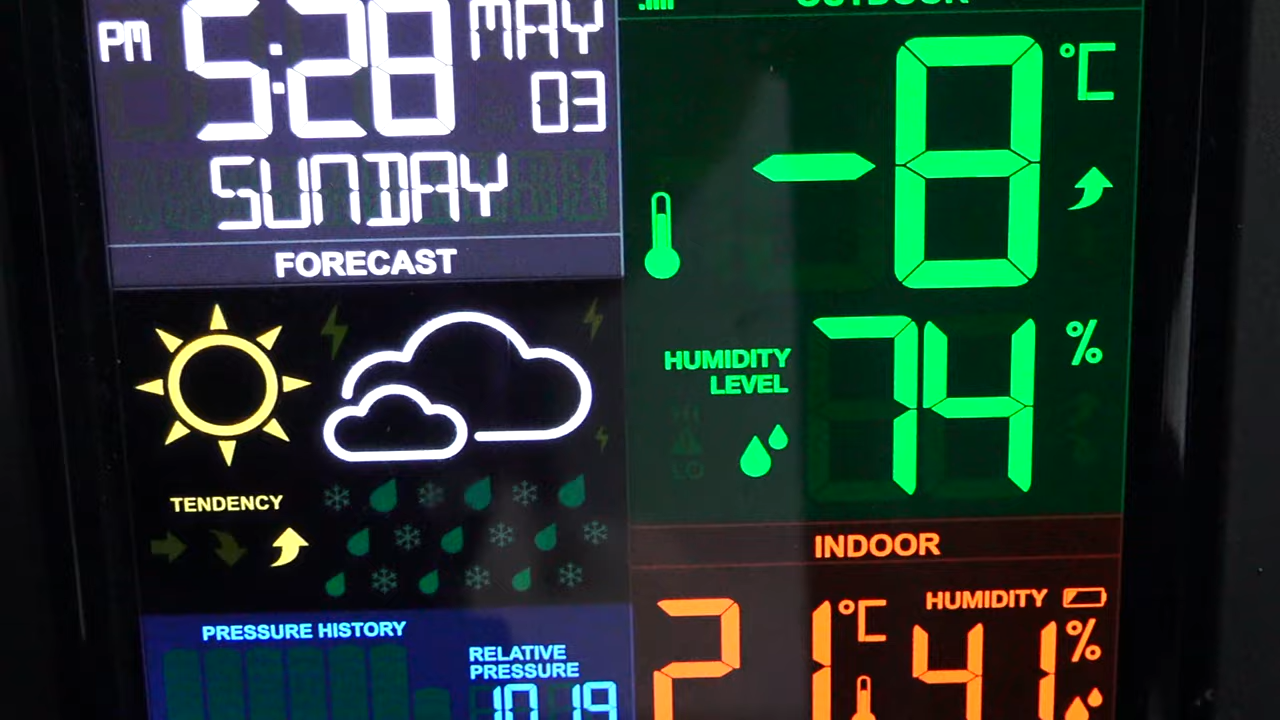 PM 5:28 MAY
03
SUNDAY
FORECAST
TENDENCY
PRESSURE HISTORY
RELATIVE
PRESSURE
1019
OUTDOOR
-8 °C
HUMIDITY
LEVEL
74 %
INDOOR
21 °C
HUMIDITY
41 %